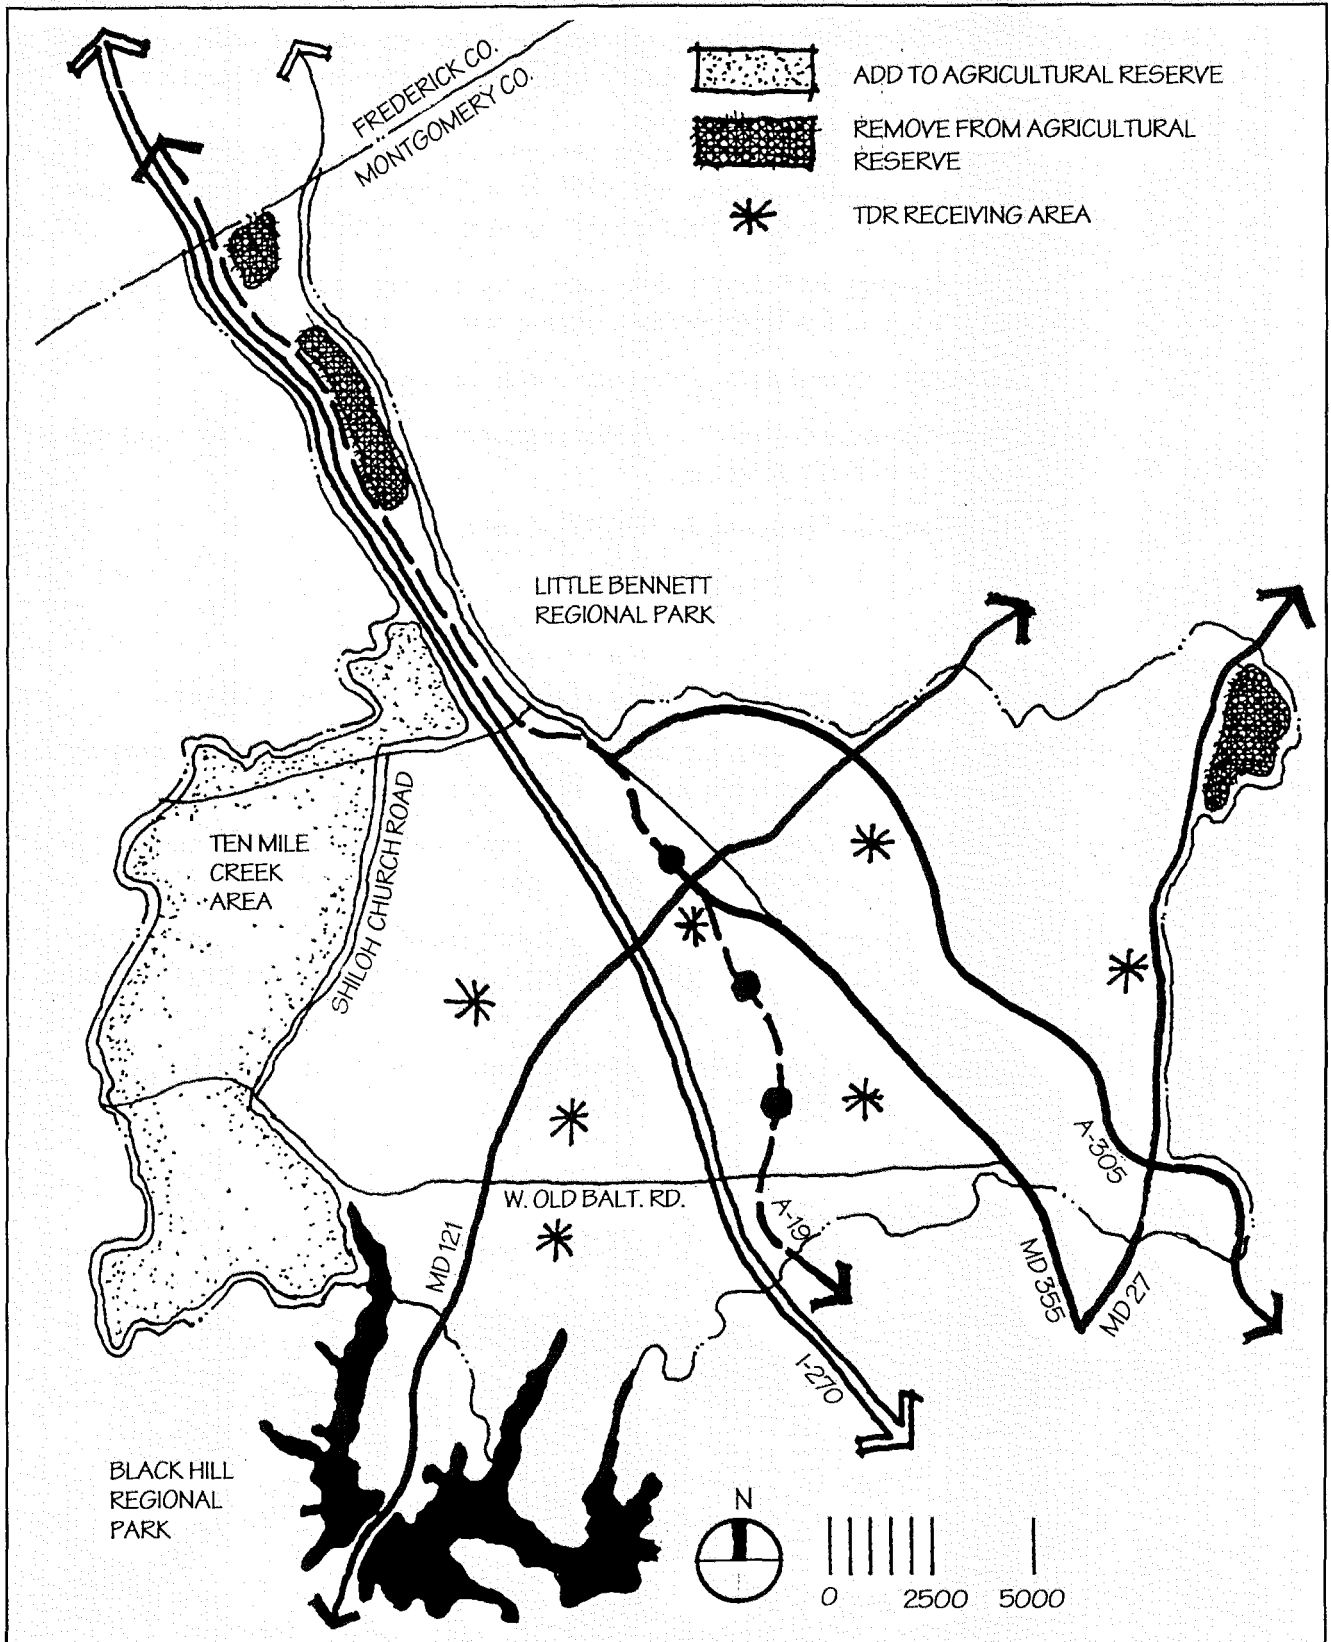 FREDERICK CO.
MONTGOMERY CO.
ADD TO AGRICULTURAL RESERVE
REMOVE FROM AGRICULTURAL
RESERVE
TDR RECEIVING AREA
LITTLE BENNETT
REGIONAL PARK
TEN MILE
CREEK
AREA
SHILOH CHURCH ROAD
A-305
W. OLD BALT. RD.
A-19
MD 121
MD 355
MD 27
I-270
BLACK HILL
REGIONAL
PARK
N
0 2500 5000